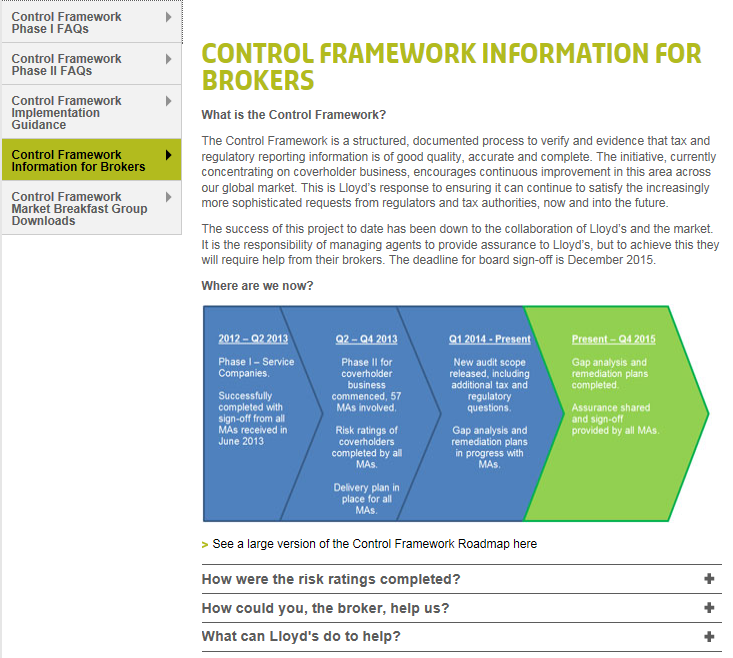 Control Framework
Phase I FAQs
Control Framework
Phase II FAQs
Control Framework
Implementation
Guidance
Control Framework
Information for Brokers
Control Framework
Market Breakfast Group
Downloads
CONTROL FRAMEWORK INFORMATION FOR
BROKERS
What is the Control Framework?
The Control Framework is a structured, documented process to verify and evidence that tax and
regulatory reporting information is of good quality, accurate and complete. The initiative, currently
concentrating on coverholder business, encourages continuous improvement in this area across
our global market. This is Lloyd's response to ensuring it can continue to satisfy the increasingly
more sophisticated requests from regulators and tax authorities, now and into the future.
The success of this project to date has been down to the collaboration of Lloyd's and the market.
It is the responsibility of managing agents to provide assurance to Lloyd's, but to achieve this they
will require help from their brokers. The deadline for board sign-off is December 2015.
Where are we now?
2012 – Q2 2013
Phase I – Service
Companies.
Successfully
completed with
sign-off from all
MAs received in
June 2013
Q2 – Q4 2013
Phase II for
coverholder
business
commenced, 57
MAs involved.
Risk ratings of
coverholders
completed by all
MAs.
Delivery plan in
place for all
MAs.
Q1 2014 - Present
New audit scope
released, including
additional tax and
regulatory
questions.
Gap analysis and
remediation plans
in progress with
MAs.
Present – Q4 2015
Gap analysis and
remediation plans
completed.
Assurance shared
and sign-off
provided by all MAs.
> See a large version of the Control Framework Roadmap here
How were the risk ratings completed?
How could you, the broker, help us?
What can Lloyd's do to help?